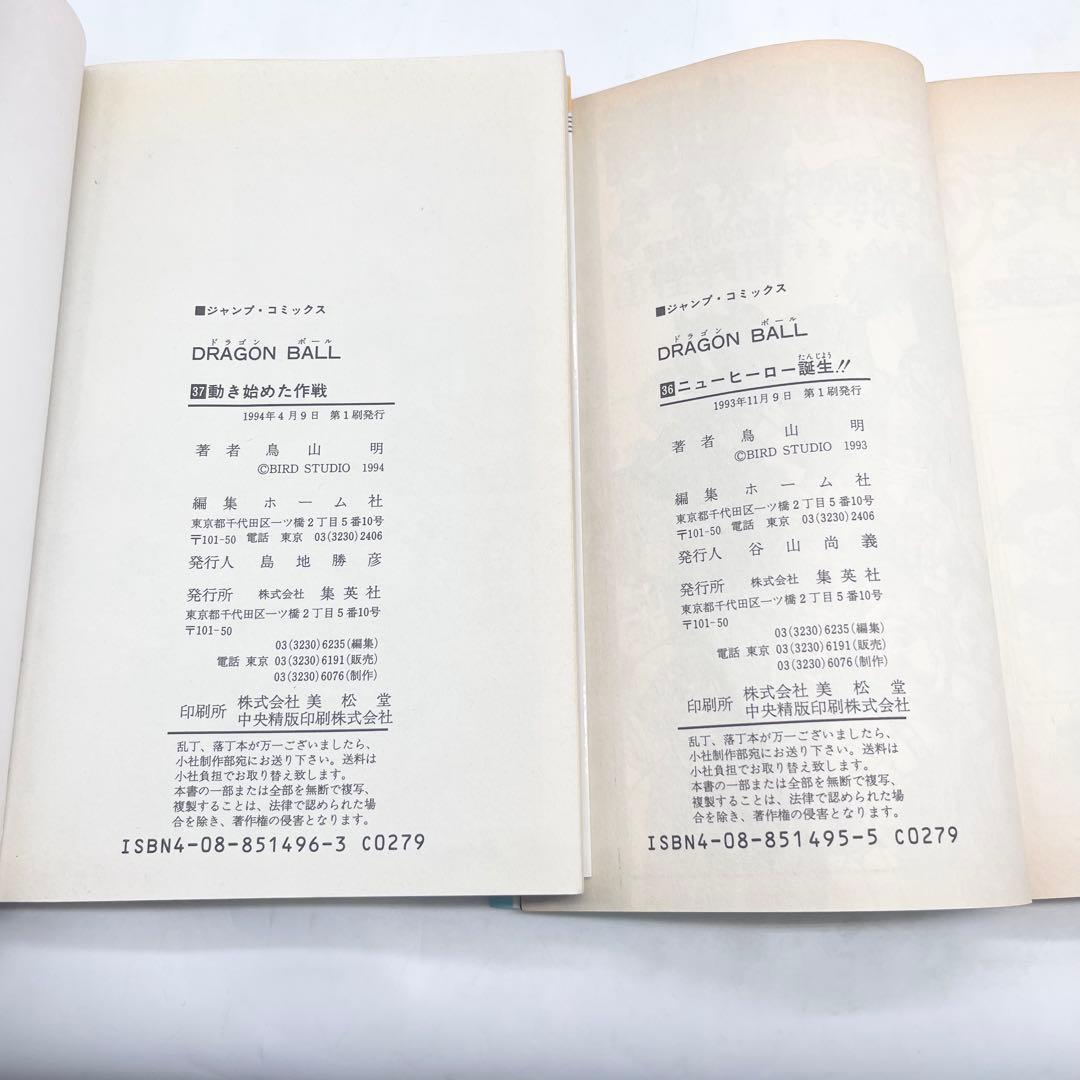 ■ジャンプ・コミックス
ドラゴン ボール
DRAGON BALL
37動き始めた作戦
1994年4月9日 第1刷発行
著者 鳥山 明
©BIRD STUDIO 1994
編集 ホーム社
東京都千代田区一ツ橋2丁目5番10号
〒101-50 電話 東京 03(3230)2406
発行人 島地勝彦
発行所 株式会社 集英社
東京都千代田区一ツ橋2丁目5番10号
〒101-50
03(3230)6235(編集)
電話 東京 03(3230)6191(販売)
03(3230)6076(制作)
印刷所 株式会社 美松堂
中央精版印刷株式会社
乱丁、落丁本が万一ございましたら、
小社制作部宛にお送り下さい。送料は
小社負担でお取り替え致します。
本書の一部または全部を無断で複写、
複製することは、法律で認められた場
合を除き、著作権の侵害となります。
ISBN4-08-851496-3 C0279
■ジャンプ・コミックス
ドラゴン ボール
DRAGON BALL
たんじょう
36ニューヒーロー誕生!!
1993年11月9日 第1刷発行
著者 鳥山 明
©BIRD STUDIO 1993
編集 ホーム社
東京都千代田区一ツ橋2丁目5番10号
〒101-50 電話 東京 03(3230)2406
発行人 谷山尚義
発行所 株式会社 集英社
東京都千代田区一ツ橋2丁目5番10号
〒101-50
03(3230)6235(編集)
電話 東京 03(3230)6191(販売)
03(3230)6076(制作)
印刷所 株式会社 美松堂
中央精版印刷株式会社
乱丁、落丁本が万一ございましたら、
小社制作部宛にお送り下さい。送料は
小社負担でお取り替え致します。
本書の一部または全部を無断で複写、
複製することは、法律で認められた場
合を除き、著作権の侵害となります。
ISBN4-08-851495-5 C0279